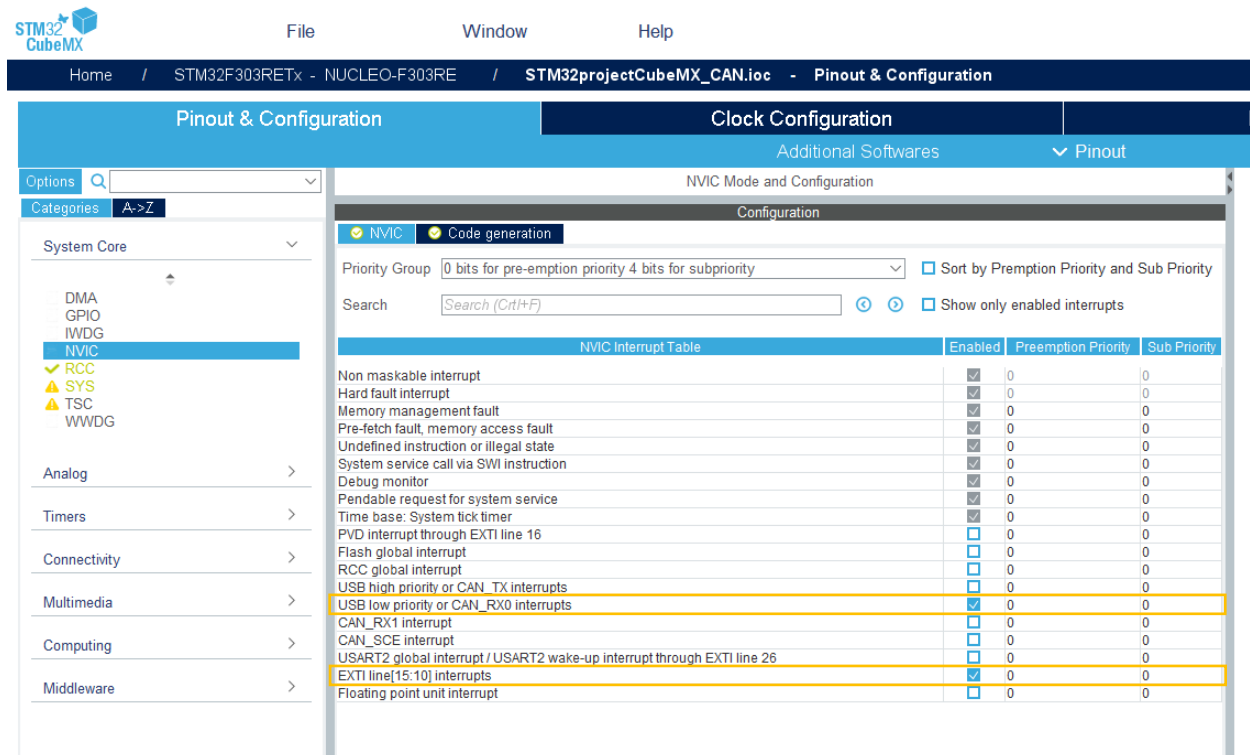 STM32
CubeMX
File Window Help
Home / STM32F303RETx - NUCLEO-F303RE / STM32projectCubeMX_CAN.ioc - Pinout & Configuration
Pinout & Configuration Clock Configuration
Additional Softwares Pinout
Options
Categories A->Z
System Core
DMA
GPIO
IWDG
NVIC
RCC
SYS
TSC
WWDG
Analog
Timers
Connectivity
Multimedia
Computing
Middleware
NVIC Mode and Configuration
Configuration
NVIC Code generation
Priority Group 0 bits for pre-emption priority 4 bits for subpriority Sort by Premption Priority and Sub Priority
Search Search (Crtl+F) Show only enabled interrupts
NVIC Interrupt Table Enabled Preemption Priority Sub Priority
Non maskable interrupt 0 0
Hard fault interrupt 0 0
Memory management fault 0 0
Pre-fetch fault, memory access fault 0 0
Undefined instruction or illegal state 0 0
System service call via SWI instruction 0 0
Debug monitor 0 0
Pendable request for system service 0 0
Time base: System tick timer 0 0
PVD interrupt through EXTI line 16 0 0
Flash global interrupt 0 0
RCC global interrupt 0 0
USB high priority or CAN_TX interrupts 0 0
USB low priority or CAN_RX0 interrupts 0 0
CAN_RX1 interrupt 0 0
CAN_SCE interrupt 0 0
USART2 global interrupt / USART2 wake-up interrupt through EXTI line 26 0 0
EXTI line[15:10] interrupts 0 0
Floating point unit interrupt 0 0